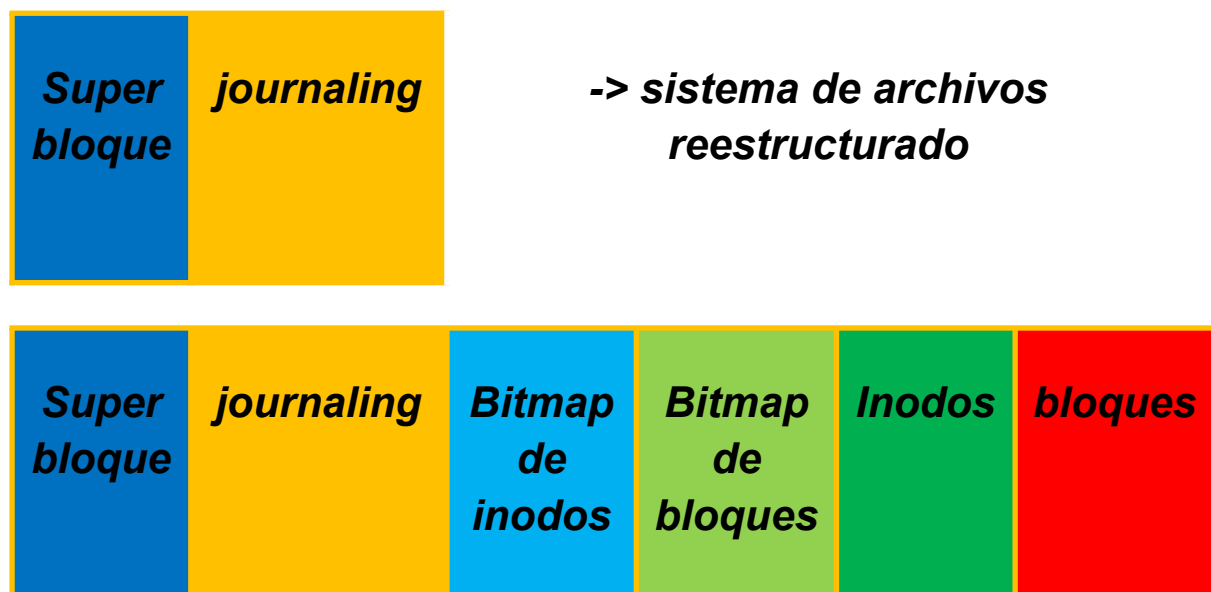 Super
bloque
journaling
-> sistema de archivos
reestructurado
Super
bloque
journaling
Bitmap
de
inodos
Bitmap
de
bloques
Inodos
bloques